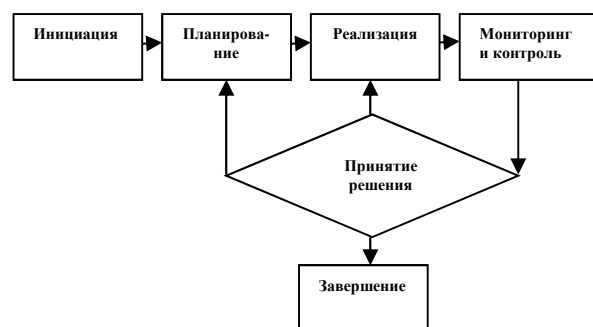 Инициация
Планирова-
ние
Реализация
Мониторинг
и контроль
Принятие
решения
Завершение